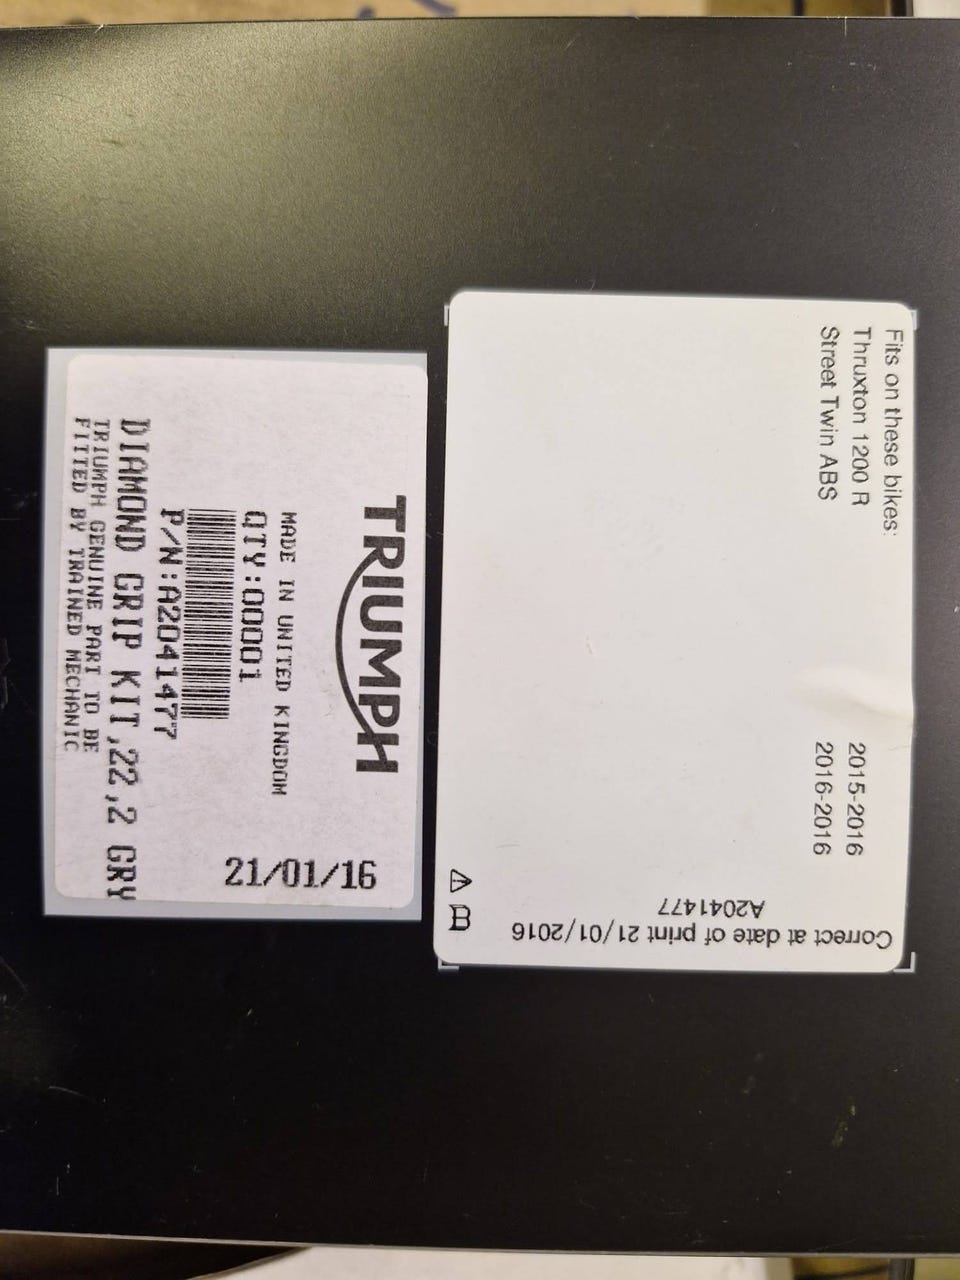 Fits on these bikes:
Thruxton 1200 R 2015-2016
Street Twin ABS 2016-2016
Correct at date of print 21/01/2016
A2041477
TRIUMPH
21/01/16
MADE IN UNITED KINGDOM
QTY:00001
P/N:A2041477
DIAMOND GRIP KIT,22,2 GRY
TRIUMPH GENUINE PART TO BE
FITTED BY TRAINED MECHANIC